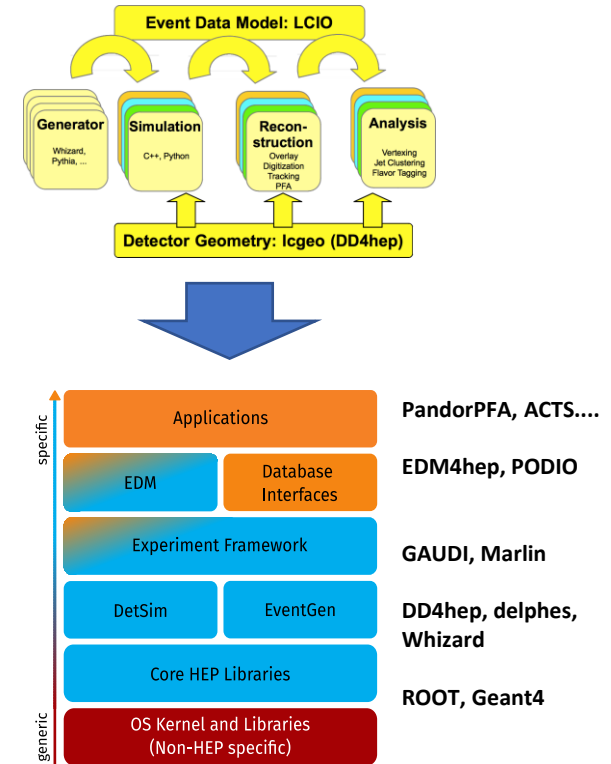 Event Data Model: LCIO
Generator
Whizard,
Pythia, ...
Simulation
C++, Python
Recon-
struction
Overlay
Digitization
Tracking
PFA
Analysis
Vertexing
Jet Clustering
Flavor Tagging
Detector Geometry: lcgeo (DD4hep)
specific
generic
Applications
PandorPFA, ACTS....
EDM
Database
Interfaces
EDM4hep, PODIO
Experiment Framework
GAUDI, Marlin
DetSim
EventGen
DD4hep, delphes,
Whizard
Core HEP Libraries
ROOT, Geant4
OS Kernel and Libraries
(Non-HEP specific)